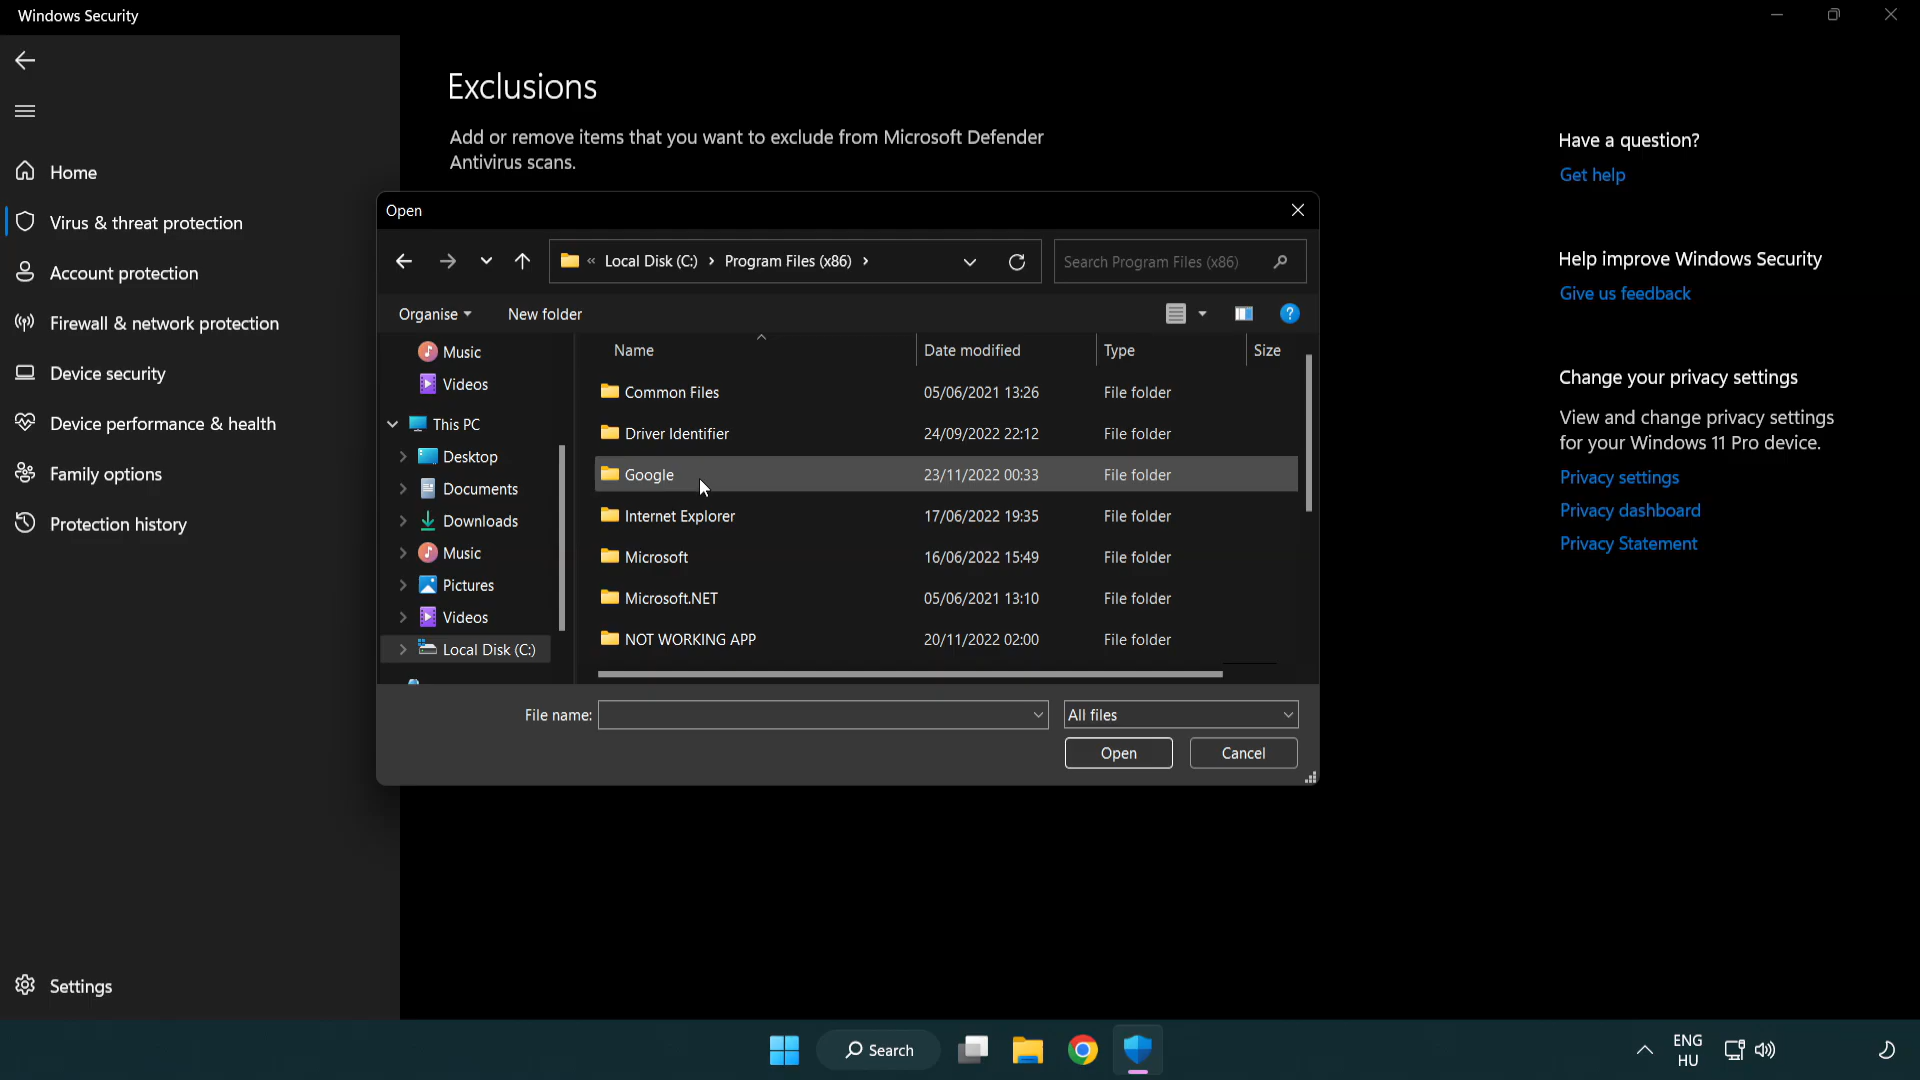 Windows Security
Exclusions
Add or remove items that you want to exclude from Microsoft Defender
Antivirus scans.
Home
Virus & threat protection
Account protection
Firewall & network protection
Device security
Device performance & health
Family options
Protection history
Settings
Open
« Local Disk (C:) › Program Files (x86) ›
Search Program Files (x86)
Organise
New folder
Music
Videos
This PC
Desktop
Documents
Downloads
Music
Pictures
Videos
Local Disk (C:)
Name Date modified Type Size
Common Files 05/06/2021 13:26 File folder
Driver Identifier 24/09/2022 22:12 File folder
Google 23/11/2022 00:33 File folder
Internet Explorer 17/06/2022 19:35 File folder
Microsoft 16/06/2022 15:49 File folder
Microsoft.NET 05/06/2021 13:10 File folder
NOT WORKING APP 20/11/2022 02:00 File folder
File name:
All files
Open
Cancel
Have a question?
Get help
Help improve Windows Security
Give us feedback
Change your privacy settings
View and change privacy settings
for your Windows 11 Pro device.
Privacy settings
Privacy dashboard
Privacy Statement
Search
ENG
HU